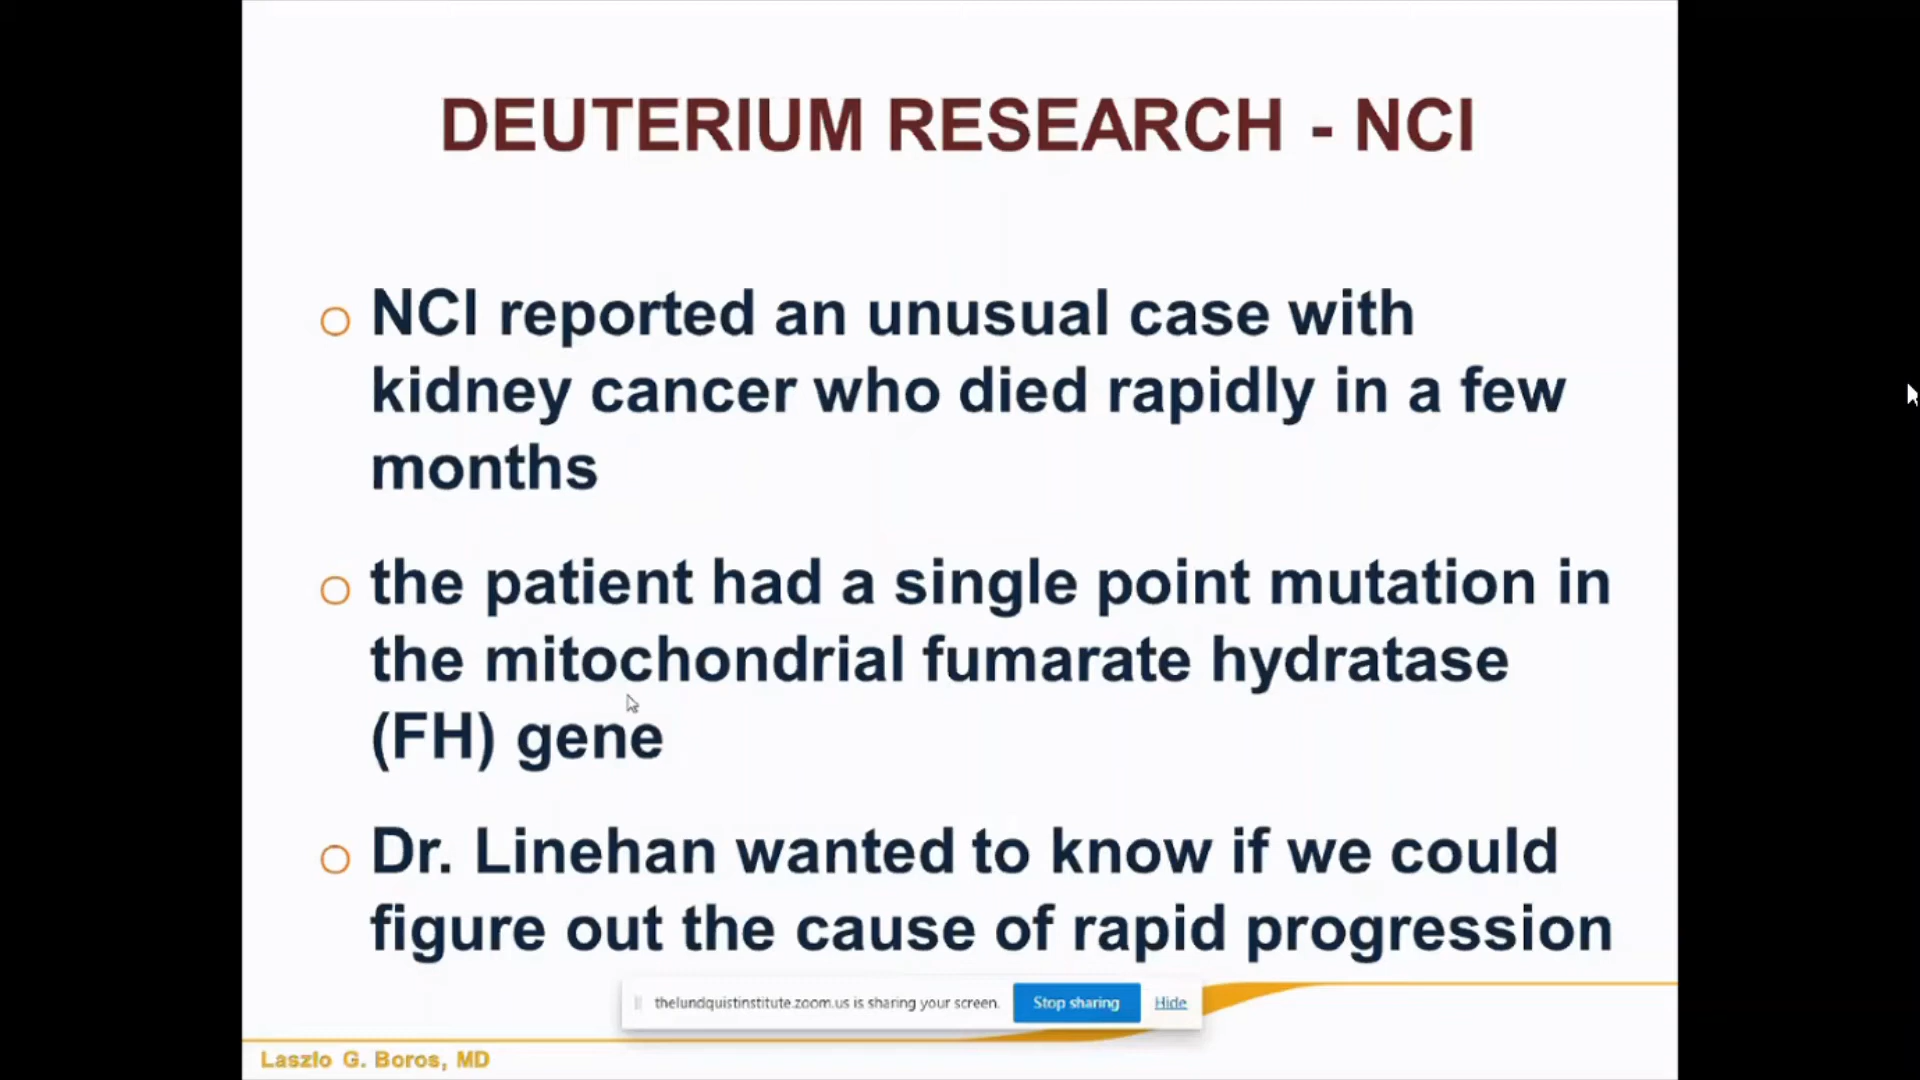 DEUTERIUM RESEARCH - NCI
NCI reported an unusual case with
kidney cancer who died rapidly in a few
months
the patient had a single point mutation in
the mitochondrial fumarate hydratase
(FH) gene
Dr. Linehan wanted to know if we could
figure out the cause of rapid progression
thelundquistinstitute.zoom.us is sharing your screen. Stop sharing Hide
Laszlo G. Boros, MD